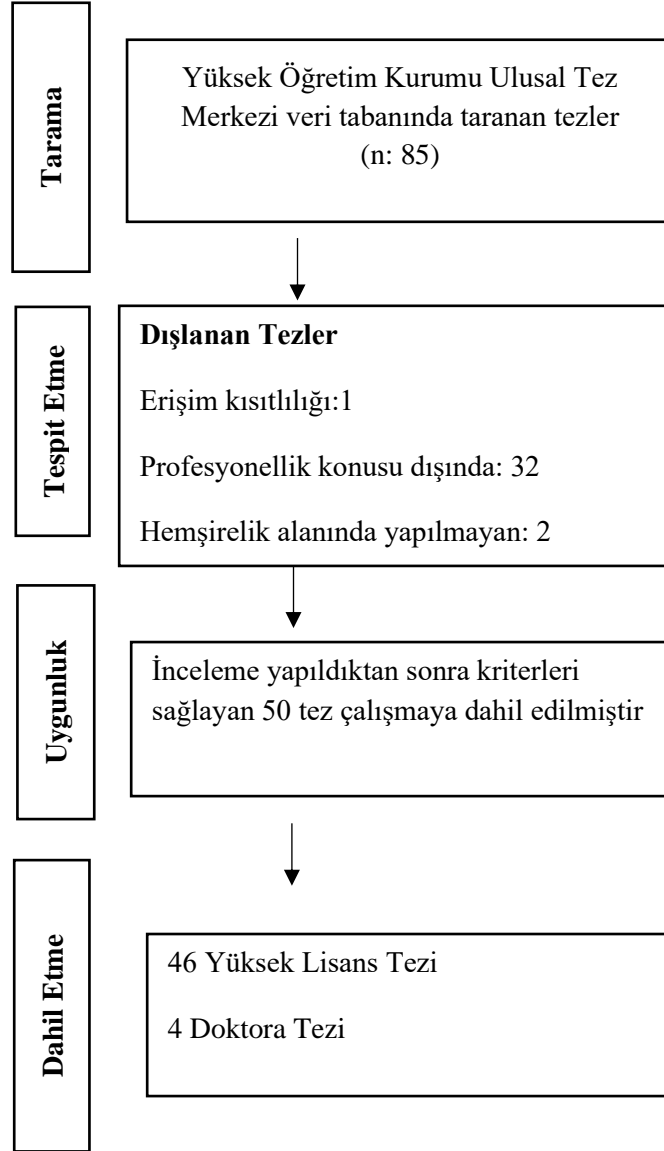 Tarama
Yüksek Öğretim Kurumu Ulusal Tez
Merkezi veri tabanında taranan tezler
(n: 85)
Tespit Etme
Dışlanan Tezler
Erişim kısıtlılığı:1
Profesyonellik konusu dışında: 32
Hemşirelik alanında yapılmayan: 2
Uygunluk
İnceleme yapıldıktan sonra kriterleri
sağlayan 50 tez çalışmaya dahil edilmiştir
Dahil Etme
46 Yüksek Lisans Tezi
4 Doktora Tezi